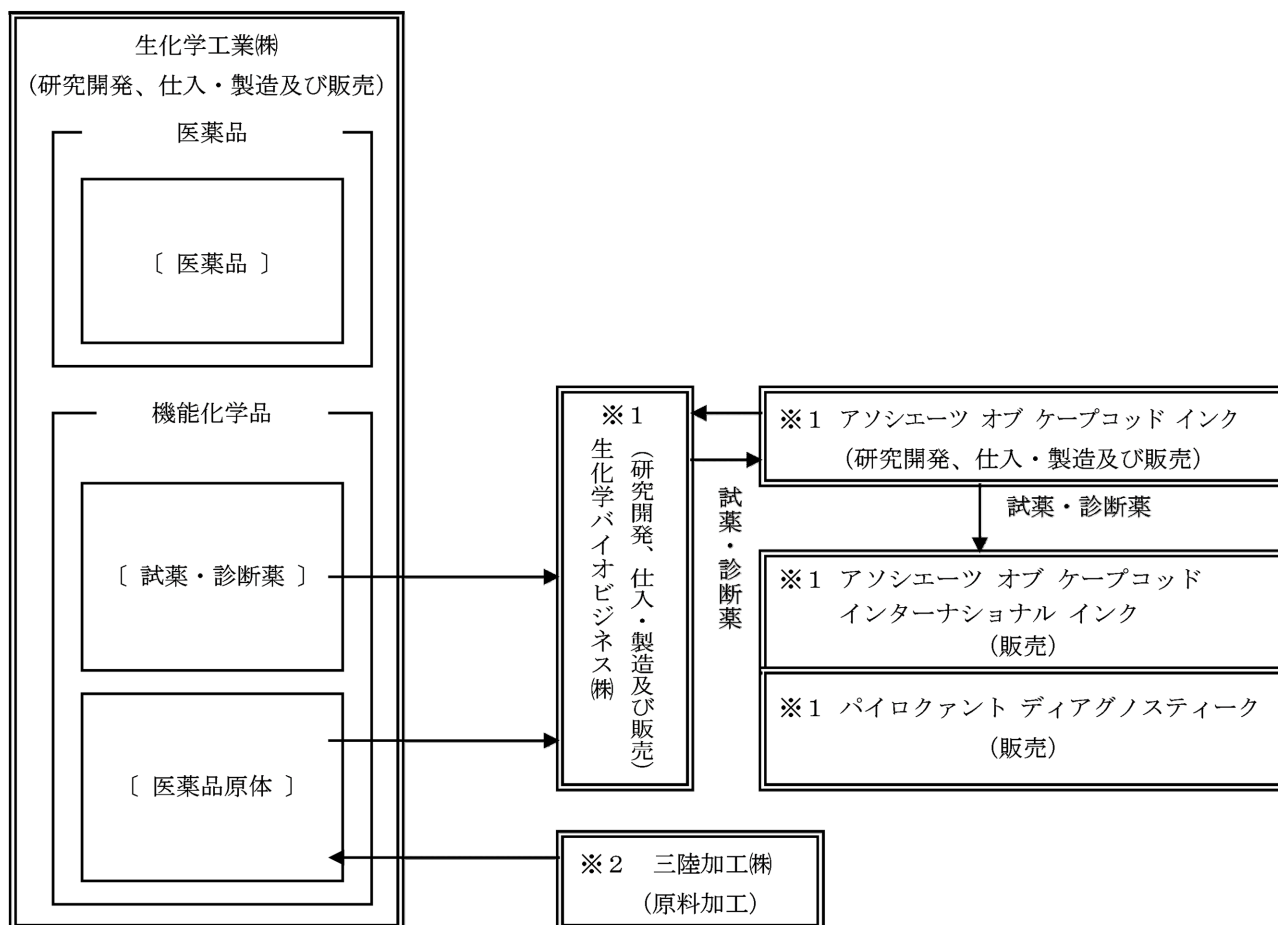 生化学工業㈱
(研究開発、仕入・製造及び販売)
医薬品
〔 医薬品 〕
機能化学品
〔 試薬・診断薬 〕
〔 医薬品原体 〕
※1
生化学バイオビジネス㈱
(研究開発、仕入・製造及び販売)
試薬・診断薬
※1 アソシエーツ オブ ケープコッド インク
(研究開発、仕入・製造及び販売)
試薬・診断薬
※1 アソシエーツ オブ ケープコッド
インターナショナル インク
(販売)
※1 パイロクァント ディアグノスティーク
(販売)
※2 三陸加工㈱
(原料加工)